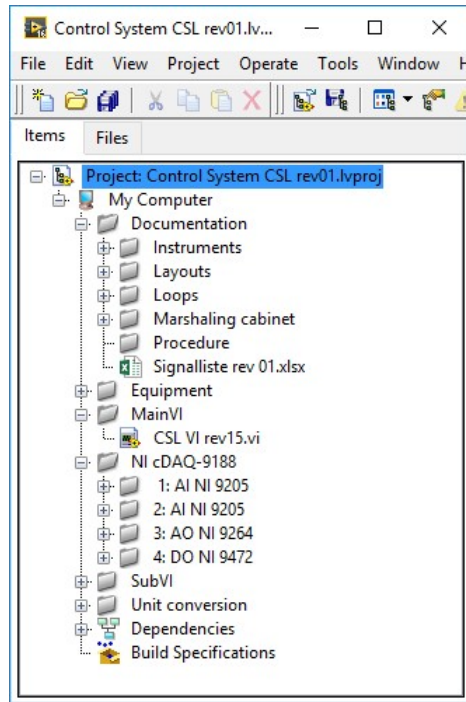 Control System CSL rev01.lv...
File Edit View Project Operate Tools Window H
Items Files
Project: Control System CSL rev01.lvproj
My Computer
Documentation
Instruments
Layouts
Loops
Marshaling cabinet
Procedure
Signalliste rev 01.xlsx
Equipment
MainVI
CSL VI rev15.vi
NI cDAQ-9188
1: AI NI 9205
2: AI NI 9205
3: AO NI 9264
4: DO NI 9472
SubVI
Unit conversion
Dependencies
Build Specifications